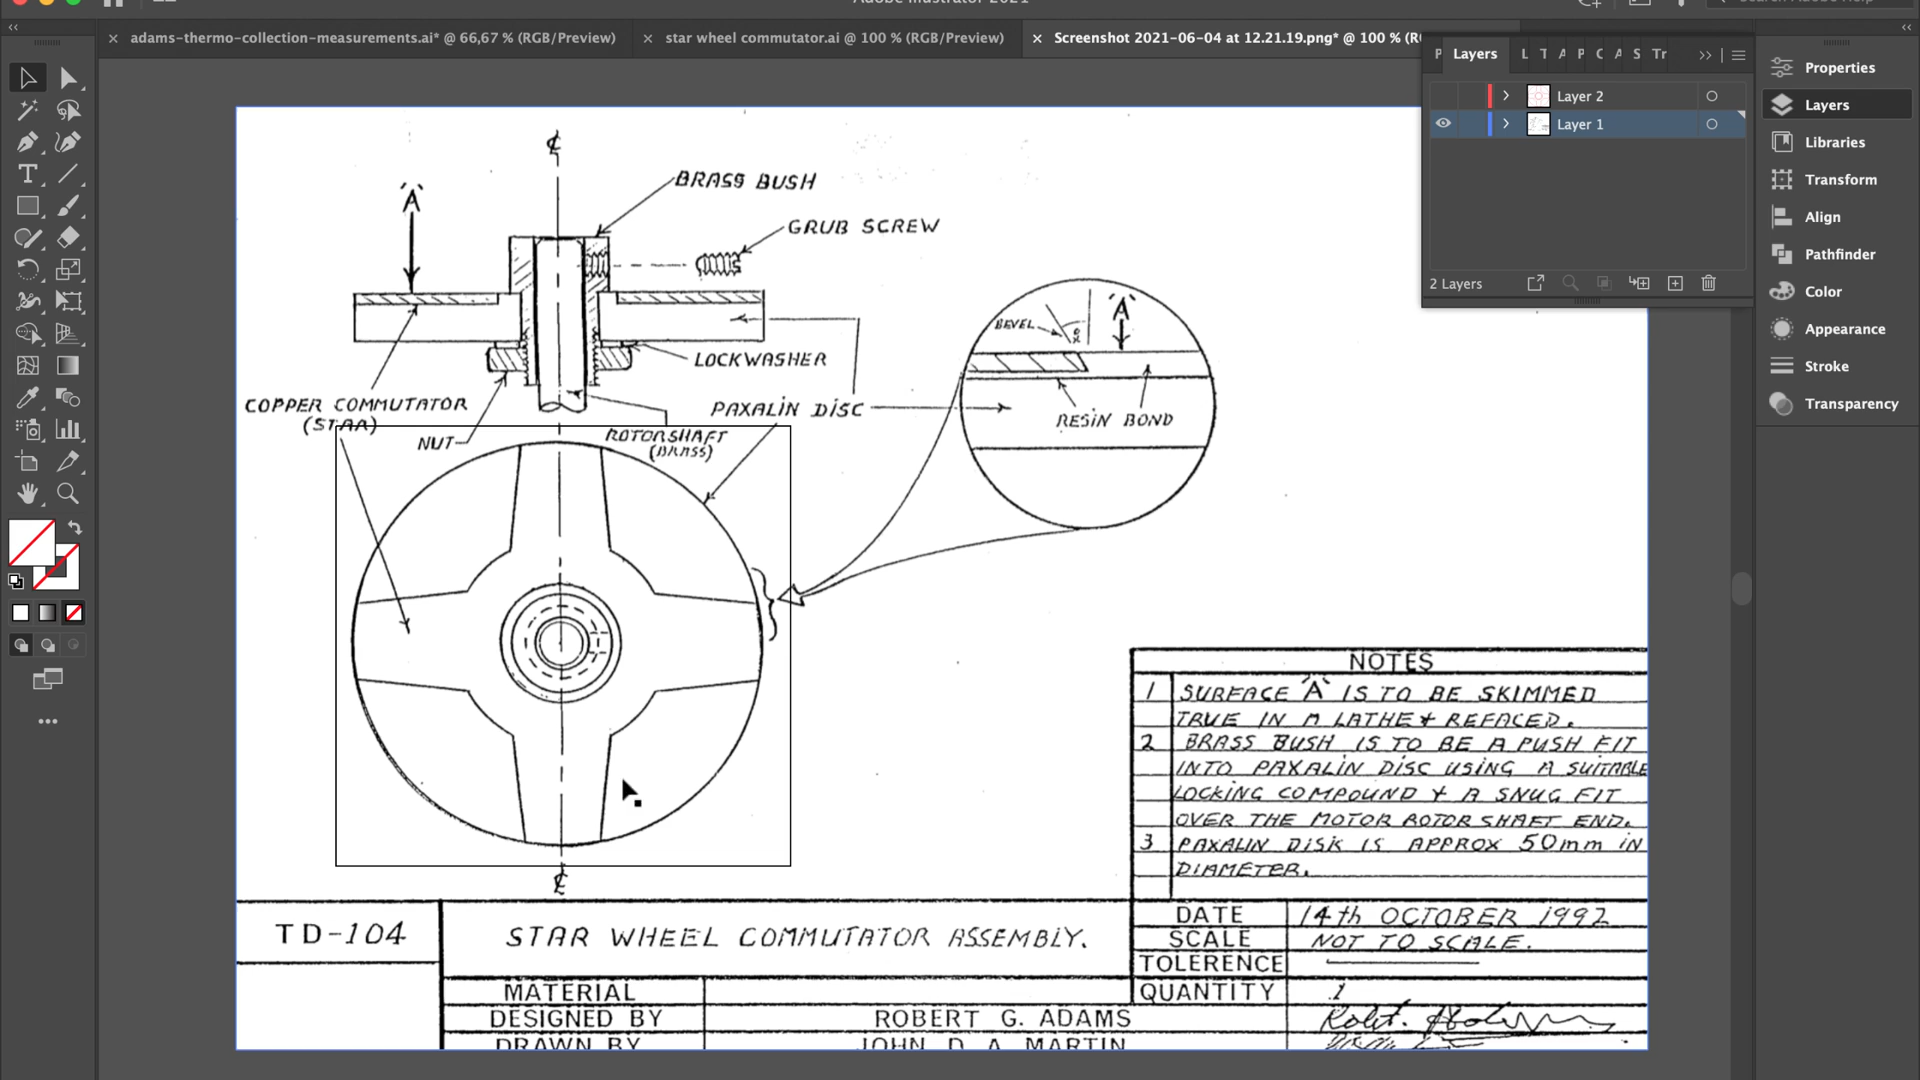 adams-thermo-collection-measurements.ai* @ 66,67 % (RGB/Preview)
star wheel commutator.ai @ 100 % (RGB/Preview)
Screenshot 2021-06-04 at 12.21.19.png* @ 100 %
Layers
Layer 2
Layer 1
2 Layers
Properties
Layers
Libraries
Transform
Align
Pathfinder
Color
Appearance
Stroke
Transparency
"A"
BRASS BUSH
GRUB SCREW
LOCKWASHER
COPPER COMMUTATOR
(STAR)
NUT
ROTORSHAFT
(BRASS)
PAXALIN DISC
BEVEL
"A"
RESIN BOND
NOTES
1 SURFACE "A" IS TO BE SKIMMED
TRUE IN A LATHE & REFACED.
2 BRASS BUSH IS TO BE A PUSH FIT
INTO PAXALIN DISC USING A SUITABLE
LOCKING COMPOUND & A SNUG FIT
OVER THE MOTOR ROTOR SHAFT END.
3 PAXALIN DISK IS APPROX 50mm IN
DIAMETER.
TD-104
STAR WHEEL COMMUTATOR ASSEMBLY.
DATE 14th OCTOBER 1992
SCALE NOT TO SCALE.
TOLERENCE
QUANTITY 1
MATERIAL
DESIGNED BY ROBERT G. ADAMS
DRAWN BY JOHN D. A. MARTIN